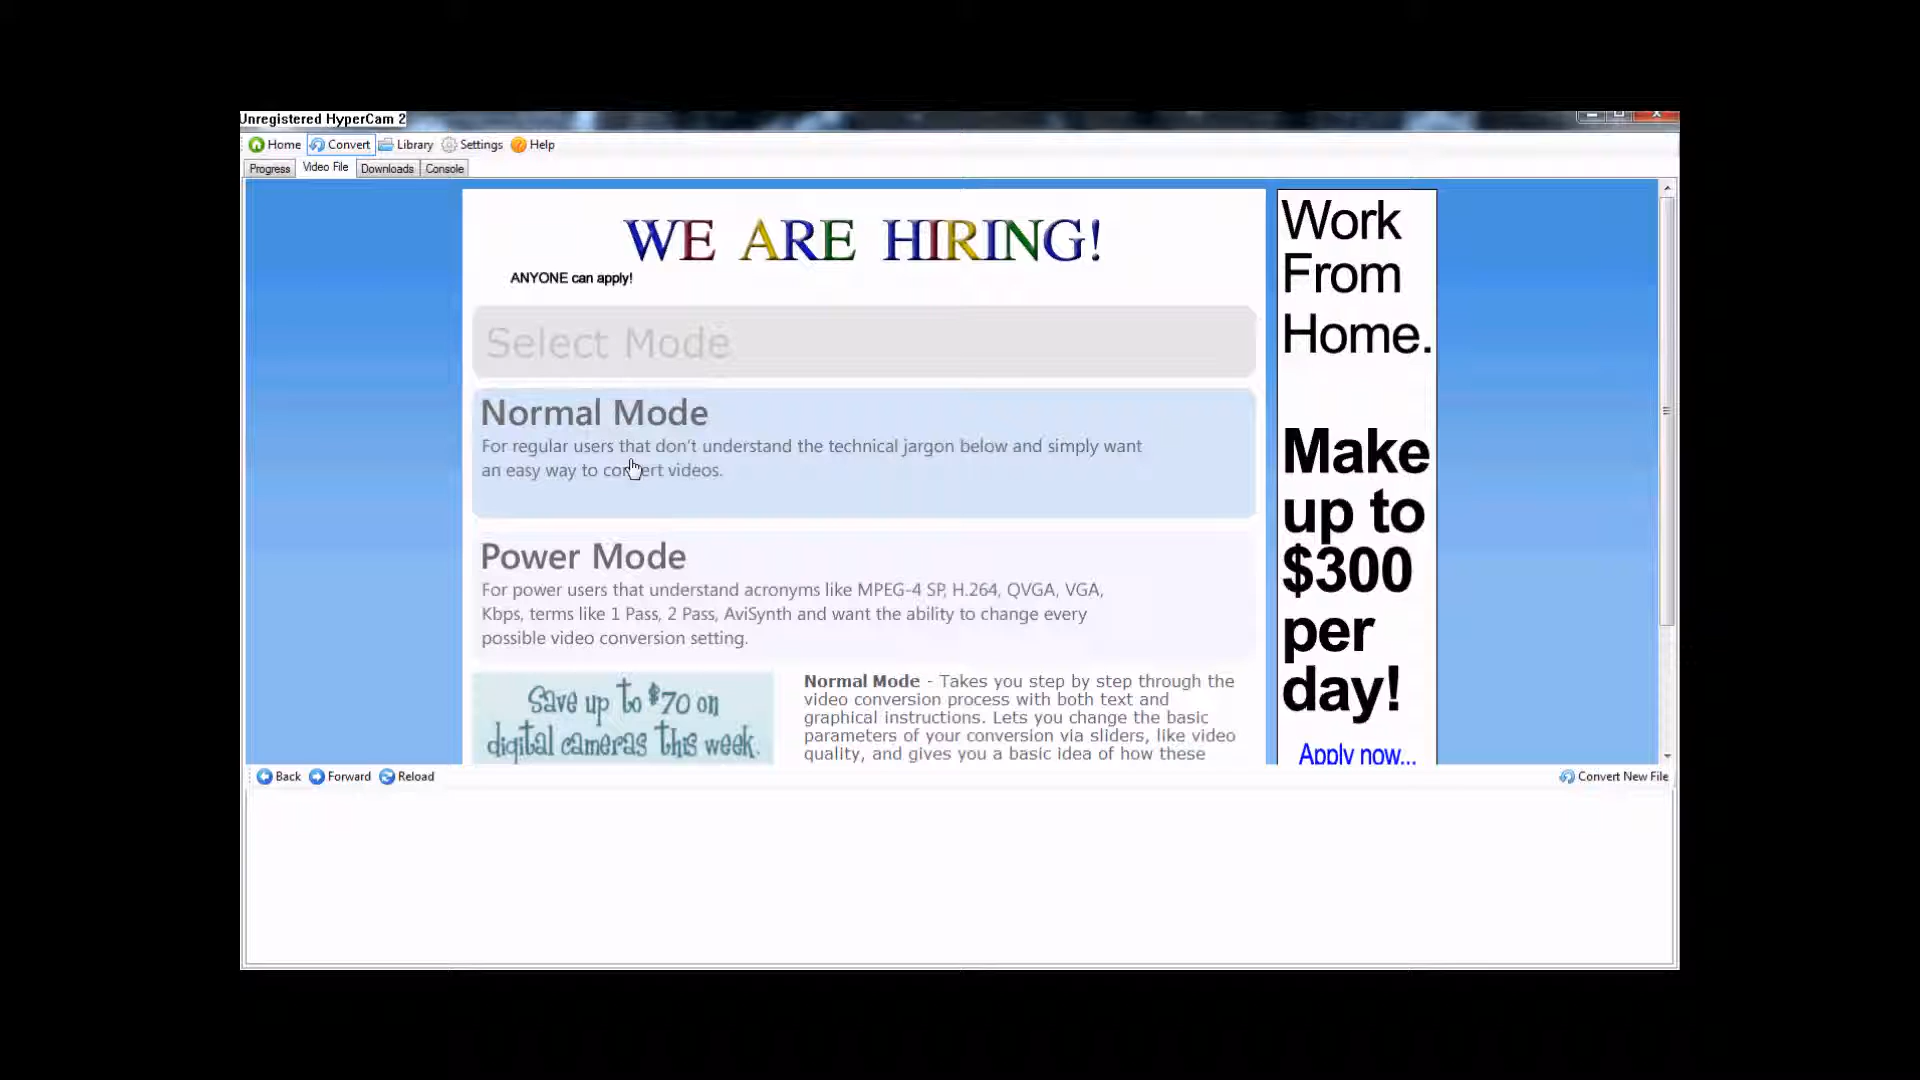 Unregistered HyperCam 2
Home Convert Library Settings Help
Progress Video File Downloads Console
WE ARE HIRING!
ANYONE can apply!
Select Mode
Normal Mode
For regular users that don't understand the technical jargon below and simply want
an easy way to convert videos.
Power Mode
For power users that understand acronyms like MPEG-4 SP, H.264, QVGA, VGA,
Kbps, terms like 1 Pass, 2 Pass, AviSynth and want the ability to change every
possible video conversion setting.
Save up to $70 on
digital cameras this week.
Normal Mode - Takes you step by step through the
video conversion process with both text and
graphical instructions. Lets you change the basic
parameters of your conversion via sliders, like video
quality, and gives you a basic idea of how these
Work
From
Home.
Make
up to
$300
per
day!
Apply now...
Back Forward Reload
Convert New File